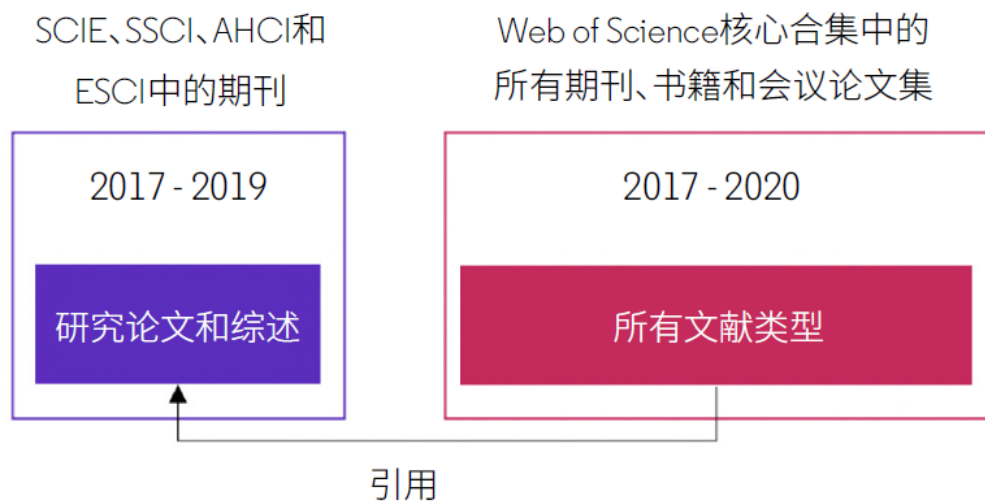 SCIE、SSCI、AHCI和
ESCI中的期刊
2017 - 2019
研究论文和综述
Web of Science核心合集中的
所有期刊、书籍和会议论文集
2017 - 2020
所有文献类型
引用